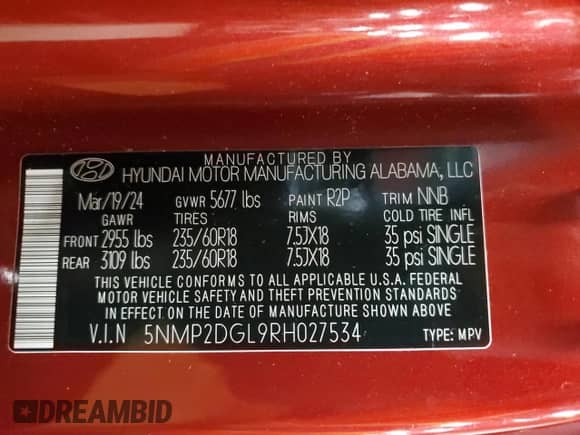 MANUFACTURED BY
HYUNDAI MOTOR MANUFACTURING ALABAMA, LLC
Mar/19/24 GVWR 5677 lbs PAINT R2P TRIM NNB
GAWR TIRES RIMS COLD TIRE INFL
FRONT 2955 lbs 235/60R18 7.5JX18 35 psi SINGLE
REAR 3109 lbs 235/60R18 7.5JX18 35 psi SINGLE
THIS VEHICLE CONFORMS TO ALL APPLICABLE U.S.A. FEDERAL
MOTOR VEHICLE SAFETY AND THEFT PREVENTION STANDARDS
IN EFFECT ON THE DATE OF MANUFACTURE SHOWN ABOVE.
V.I.N 5NMP2DGL9RH027534 TYPE: MPV
DREAMBID